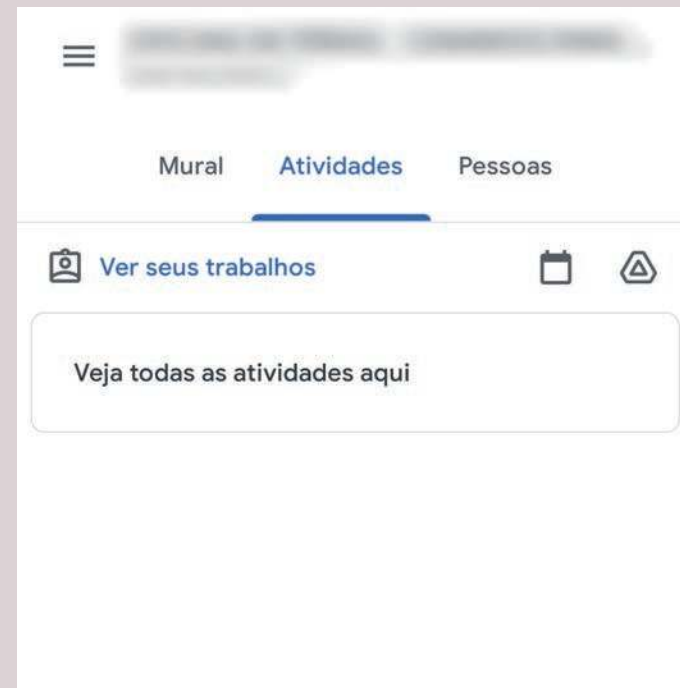 Mural Atividades Pessoas
Ver seus trabalhos
Veja todas as atividades aqui